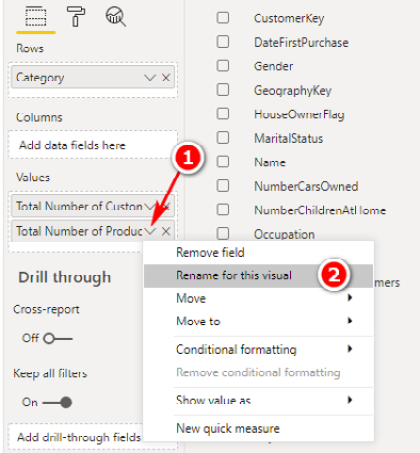 Rows
Category
Columns
Add data fields here
Values
Total Number of Custon
Total Number of Produc
Drill through
Cross-report
Off
Keep all filters
On
Add drill-through fields
CustomerKey
DateFirstPurchase
Gender
GeographyKey
HouseOwnerFlag
MaritalStatus
Name
NumberCarsOwned
NumberChildrenAtHome
Occupation
mers
1
Remove field
Rename for this visual
2
Move
Move to
Conditional formatting
Remove conditional formatting
Show value as
New quick measure